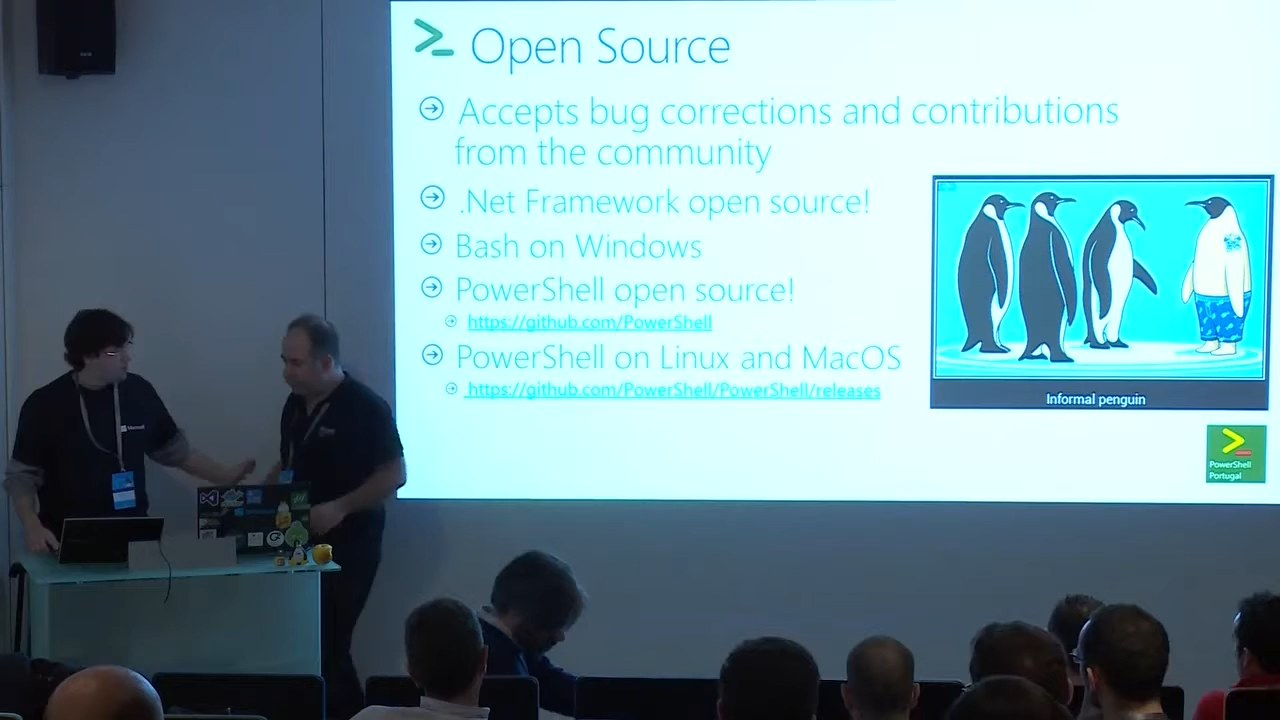 Open Source
Accepts bug corrections and contributions
from the community
.Net Framework open source!
Bash on Windows
PowerShell open source!
https://github.com/PowerShell
PowerShell on Linux and MacOS
https://github.com/PowerShell/PowerShell/releases
Informal penguin
PowerShell
Portugal